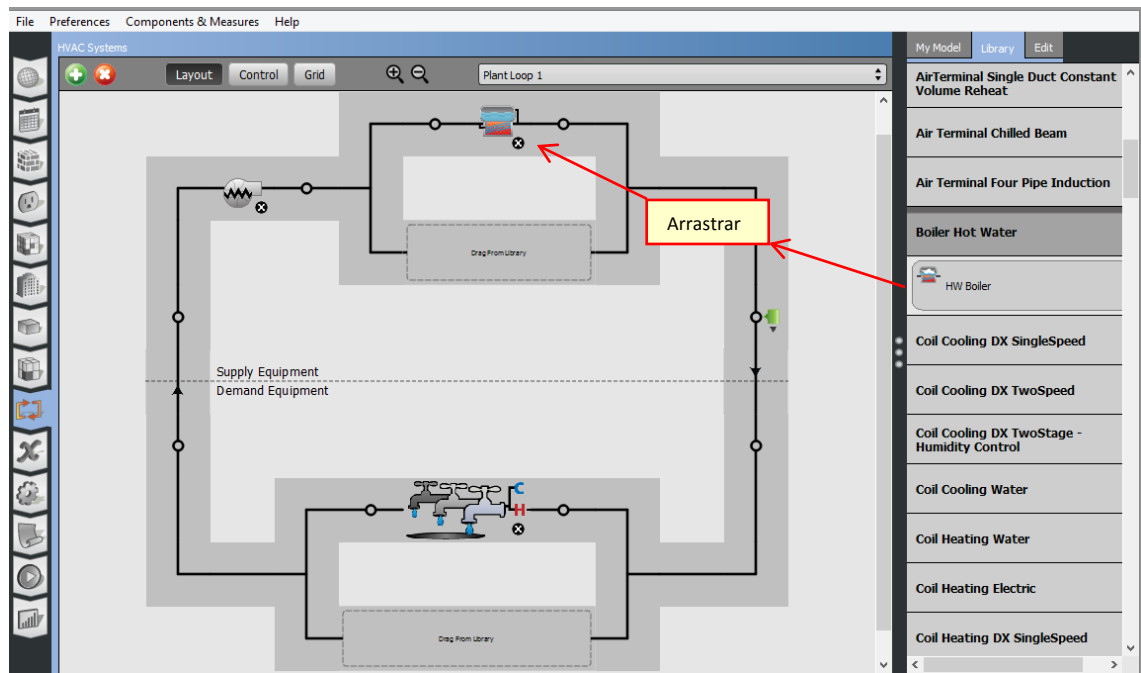 File Preferences Components & Measures Help
HVAC Systems
Layout Control Grid Plant Loop 1
Drag From Library
Supply Equipment
Demand Equipment
C
H
Drag From Library
Arrastrar
My Model Library Edit
AirTerminal Single Duct Constant
Volume Reheat
Air Terminal Chilled Beam
Air Terminal Four Pipe Induction
Boiler Hot Water
HW Boiler
Coil Cooling DX SingleSpeed
Coil Cooling DX TwoSpeed
Coil Cooling DX TwoStage -
Humidity Control
Coil Cooling Water
Coil Heating Water
Coil Heating Electric
Coil Heating DX SingleSpeed